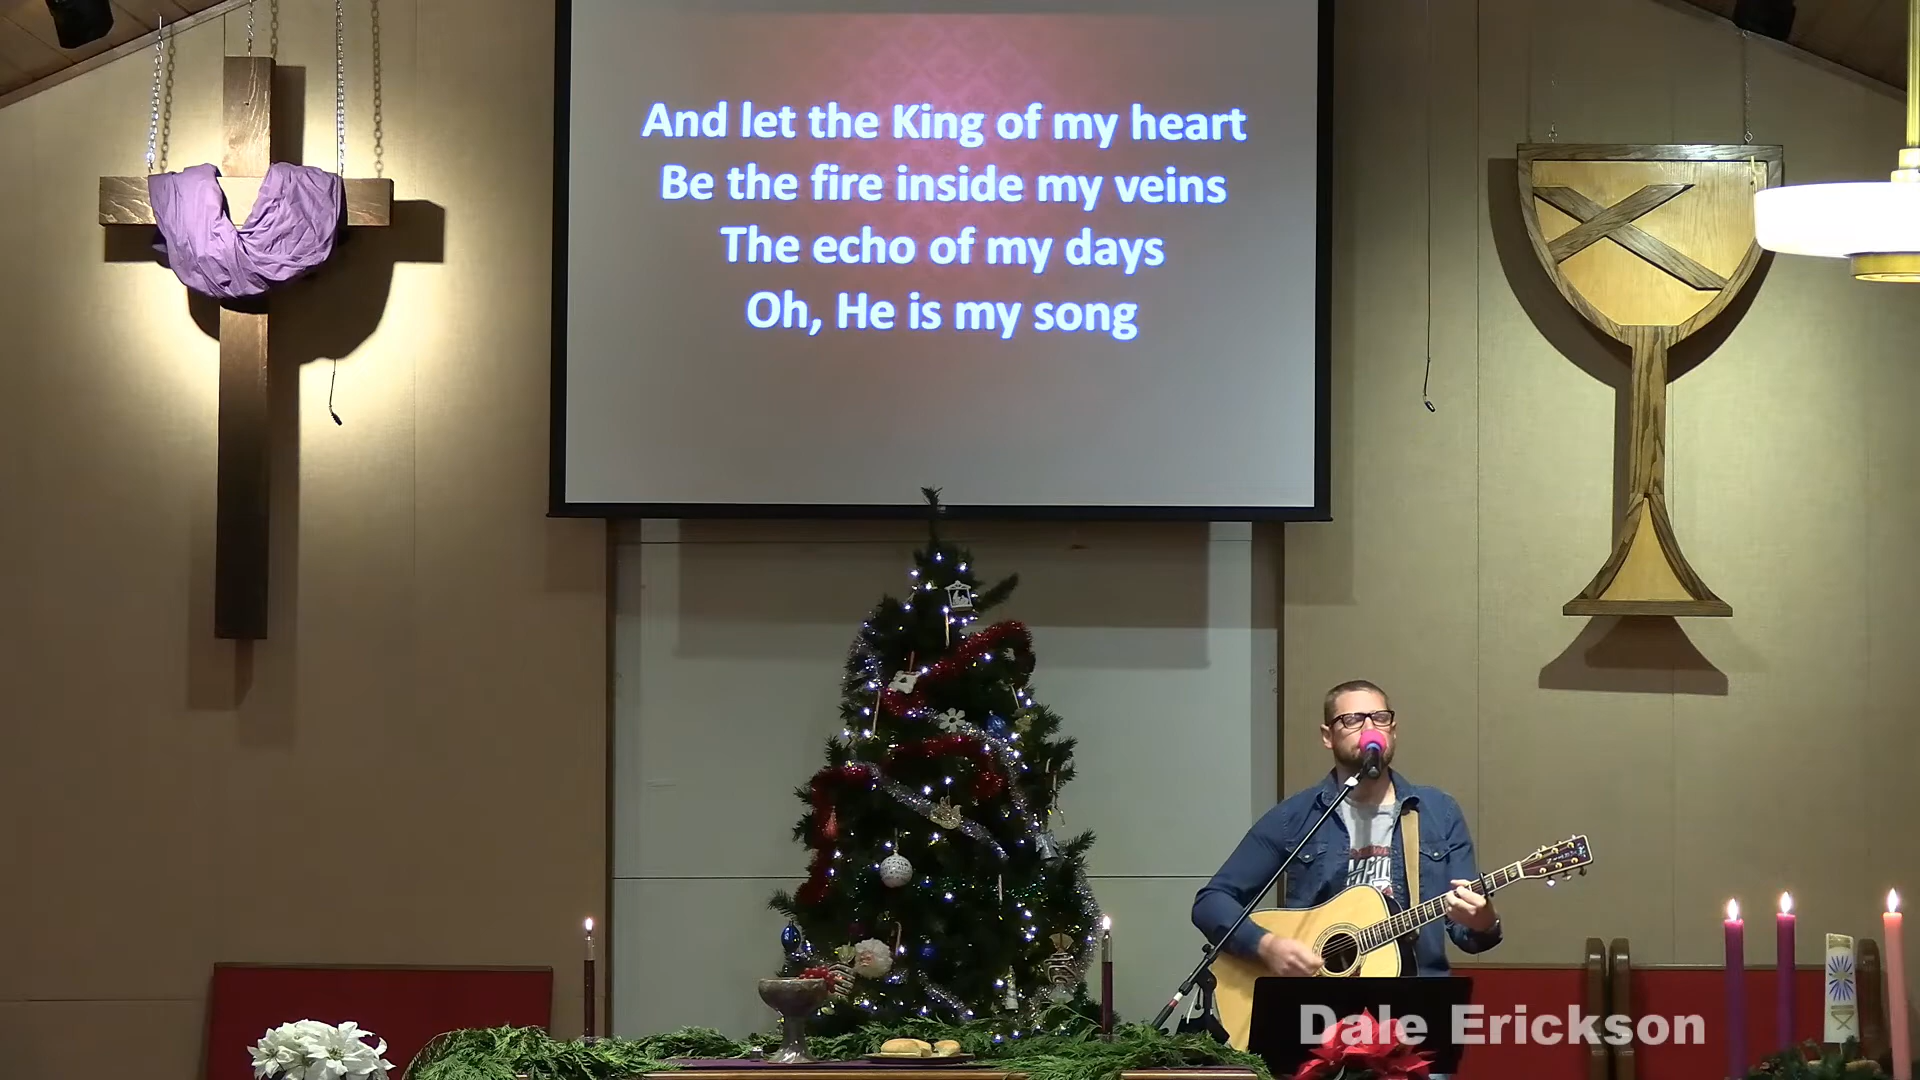 And let the King of my heart
Be the fire inside my veins
The echo of my days
Oh, He is my song
Dale Erickson